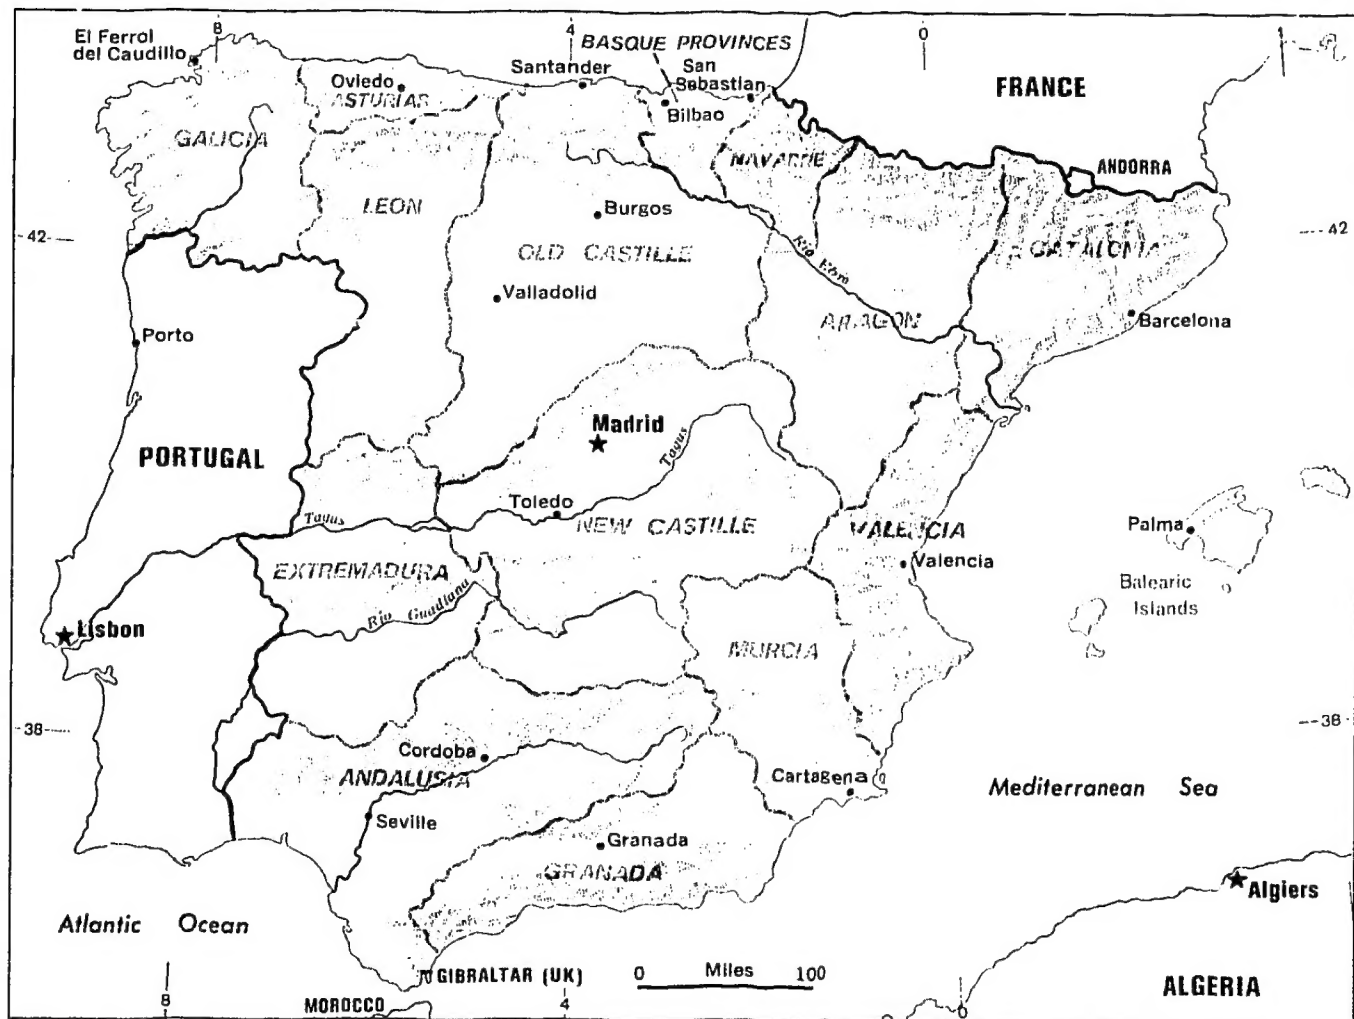 8
4
0
1
El Ferrol
del Caudillo
BASQUE PROVINCES
Oviedo
ASTURIAS
Santander
San
Sebastian
Bilbao
FRANCE
GALICIA
NAVARRE
ANDORRA
LEON
Burgos
42
42
OLD CASTILLE
Rio Ebro
CATALONIA
Valladolid
Porto
ARAGON
Barcelona
Madrid
PORTUGAL
Tagus
Toledo
Tagus
NEW CASTILLE
VALENCIA
Palma
EXTREMADURA
Valencia
Balearic
Islands
Rio Guadiana
Lisbon
MURCIA
38
38
Cordoba
ANDALUSIA
Cartagena
Mediterranean Sea
Seville
Granada
GRANADA
Algiers
Atlantic Ocean
GIBRALTAR (UK)
0 Miles 100
ALGERIA
8
MOROCCO
4
0